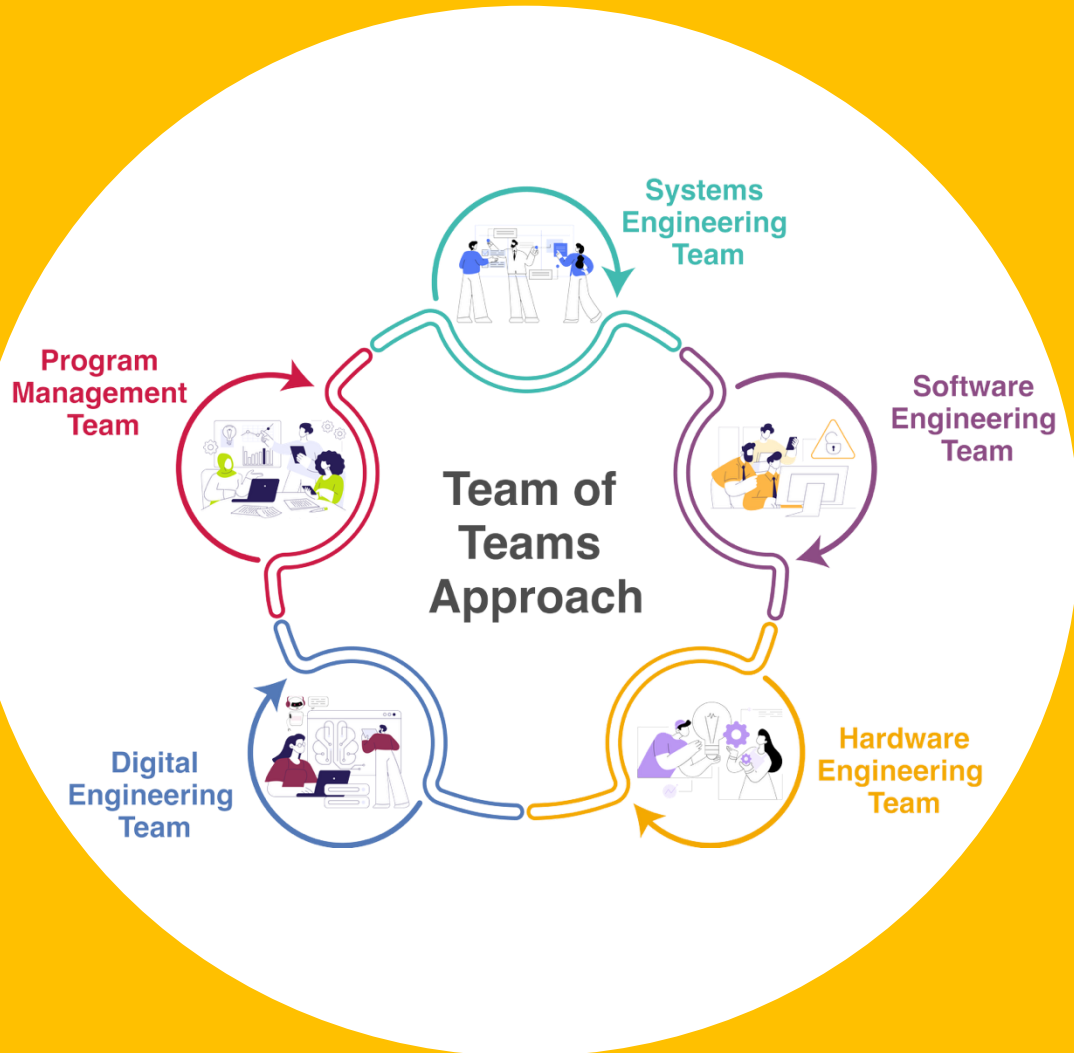 Systems
Engineering
Team
Program
Management
Team
Software
Engineering
Team
Team of
Teams
Approach
Digital
Engineering
Team
Hardware
Engineering
Team